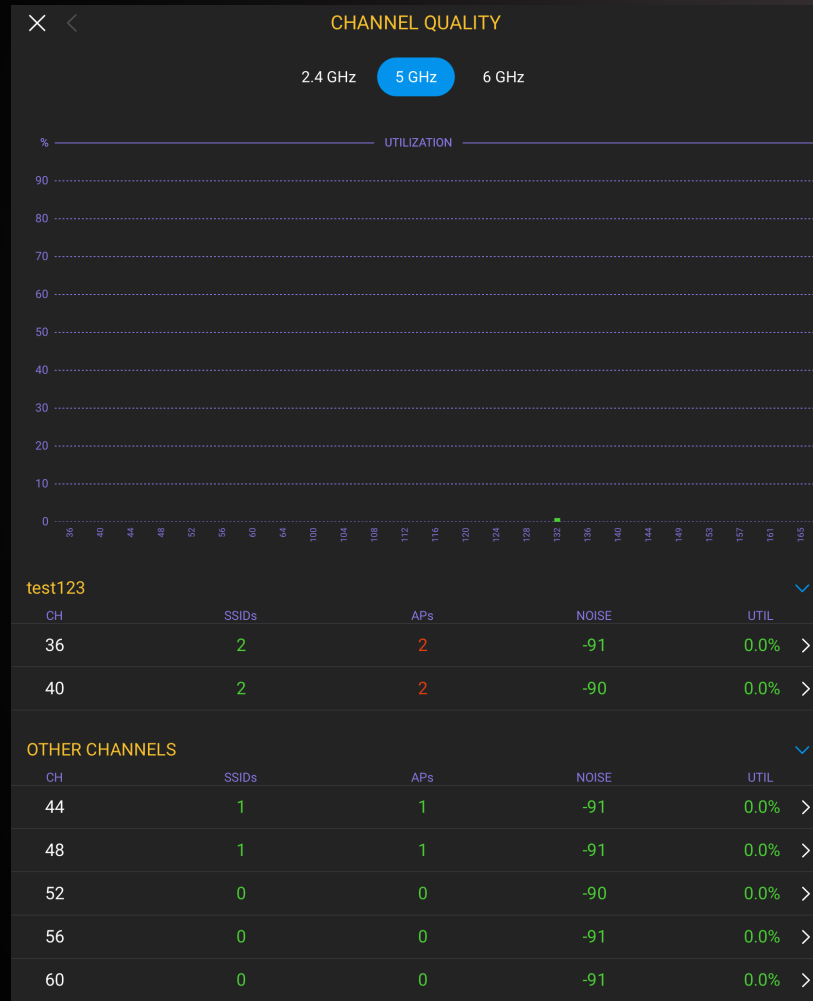 CHANNEL QUALITY
2.4 GHz 5 GHz 6 GHz
% UTILIZATION
90
80
70
60
50
40
30
20
10
0
36 40 44 48 52 56 60 64 100 104 108 112 116 120 124 128 132 136 140 144 149 153 157 161 165
test123
CH SSIDs APs NOISE UTIL
36 2 2 -91 0.0%
40 2 2 -90 0.0%
OTHER CHANNELS
CH SSIDs APs NOISE UTIL
44 1 1 -91 0.0%
48 1 1 -91 0.0%
52 0 0 -90 0.0%
56 0 0 -91 0.0%
60 0 0 -91 0.0%